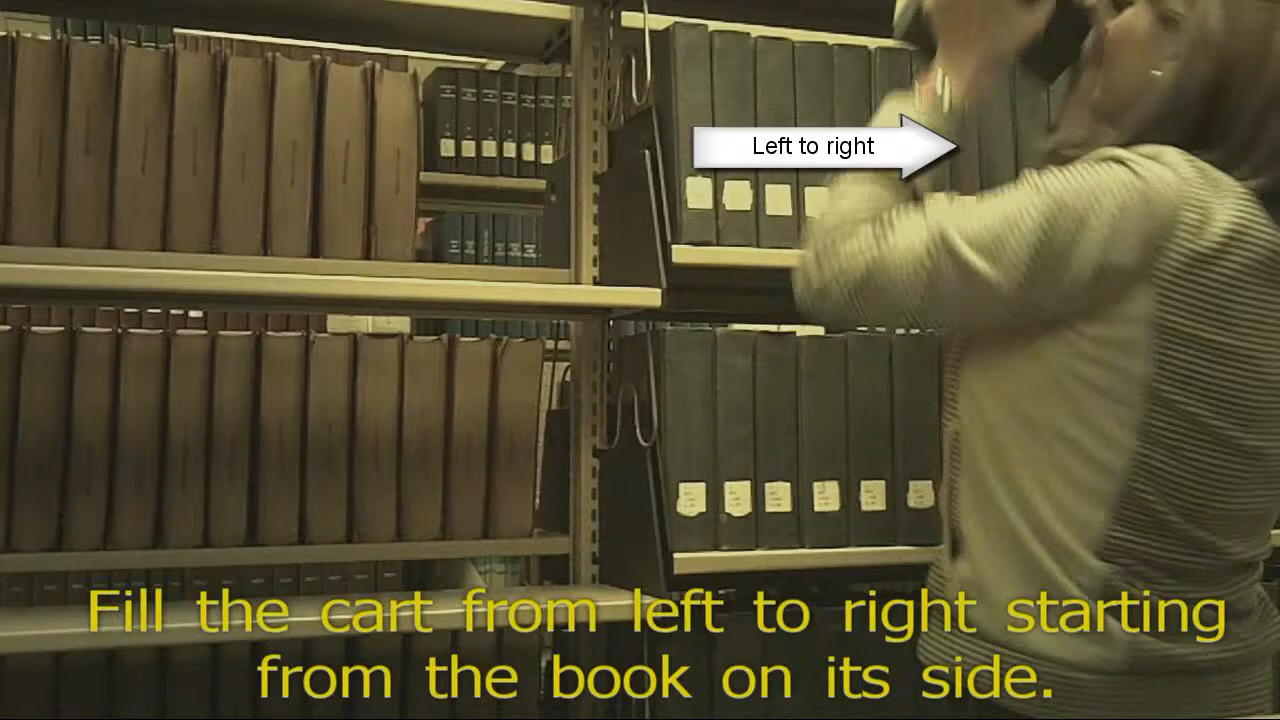 Left to right
Fill the cart from left to right starting
from the book on its side.